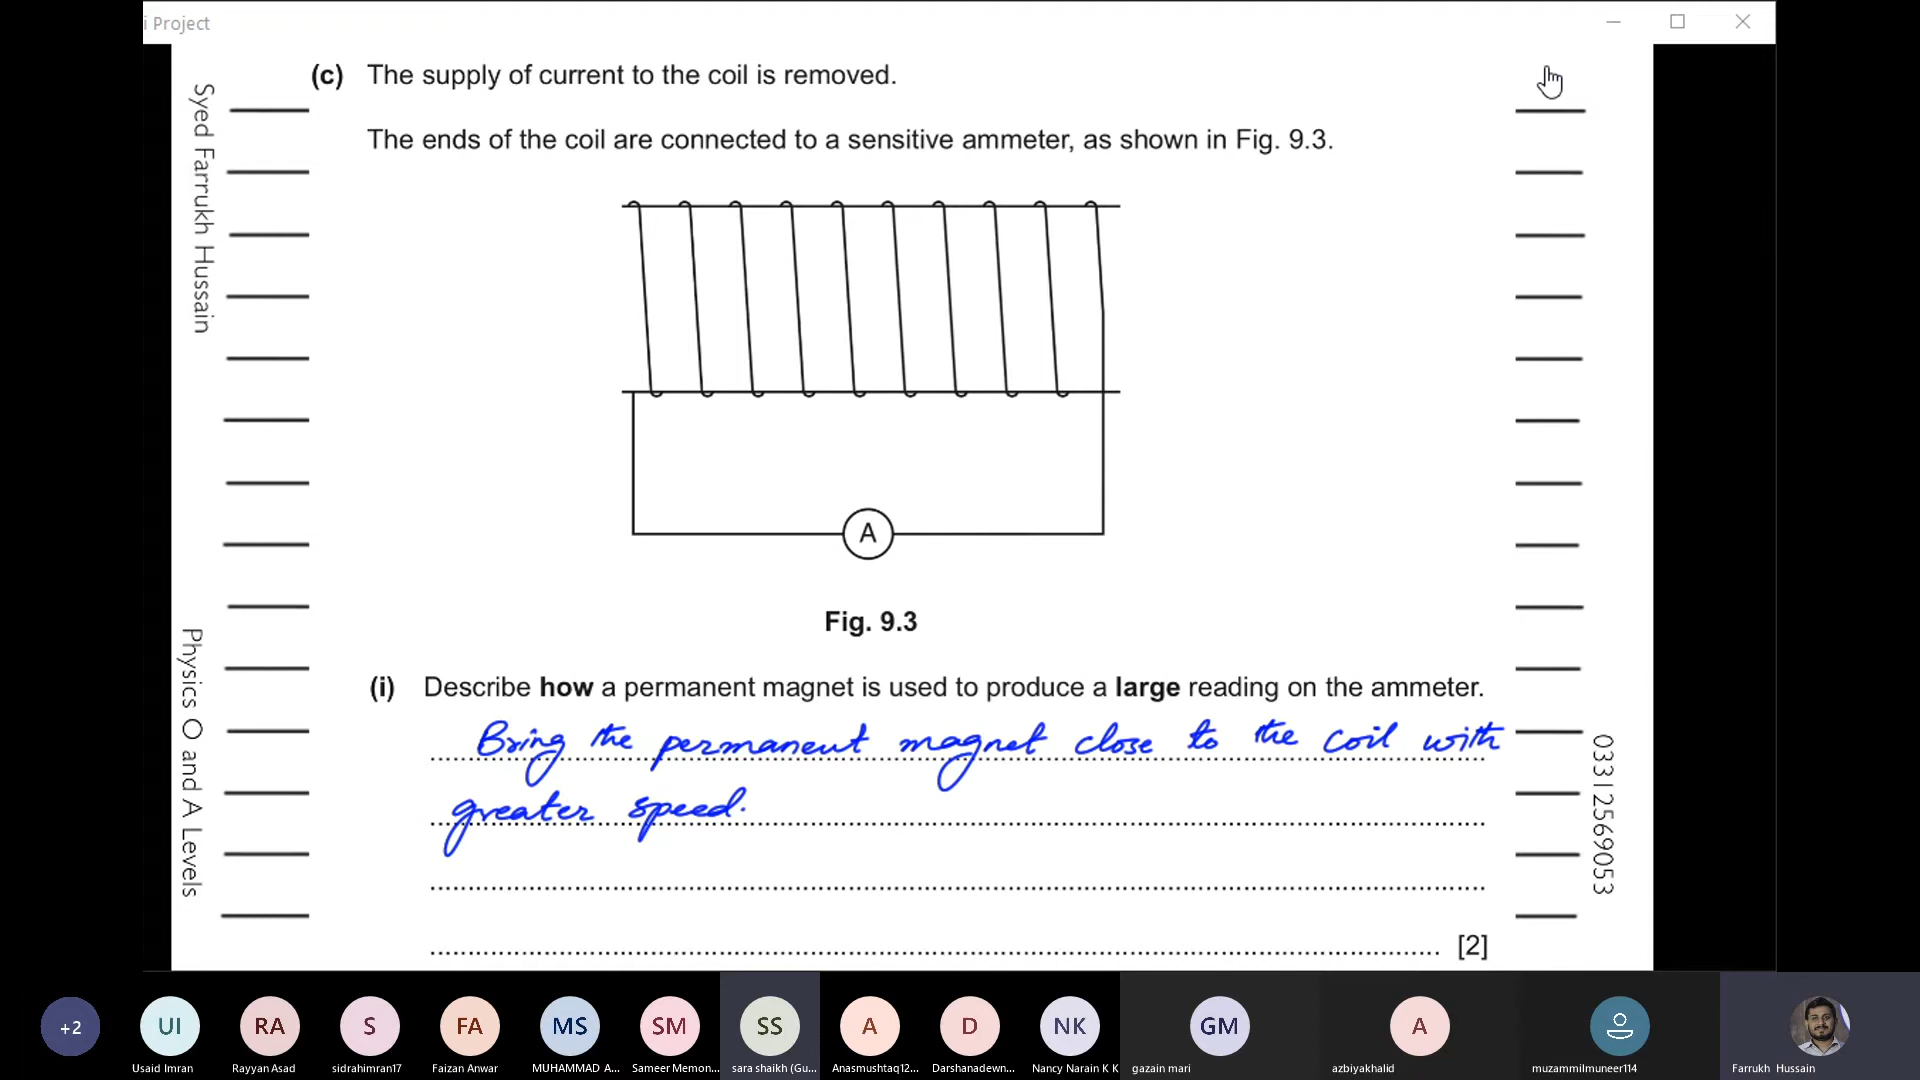 i Project
(c) The supply of current to the coil is removed.
The ends of the coil are connected to a sensitive ammeter, as shown in Fig. 9.3.
A
Fig. 9.3
(i) Describe how a permanent magnet is used to produce a large reading on the ammeter.
Bring the permanent magnet close to the coil with
greater speed.
[2]
Syed Farrukh Hussain
Physics O and A Levels
03312569053
+2
UI
RA
S
FA
MS
SM
SS
A
D
NK
GM
A
Usaid Imran
Rayyan Asad
sidrahimran17
Faizan Anwar
MUHAMMAD A...
Sameer Memon...
sara shaikh (Gu...
Anasmushtaq12...
Darshanadewn...
Nancy Narain K K
gazain mari
azbiyakhalid
muzammilmuneer114
Farrukh Hussain